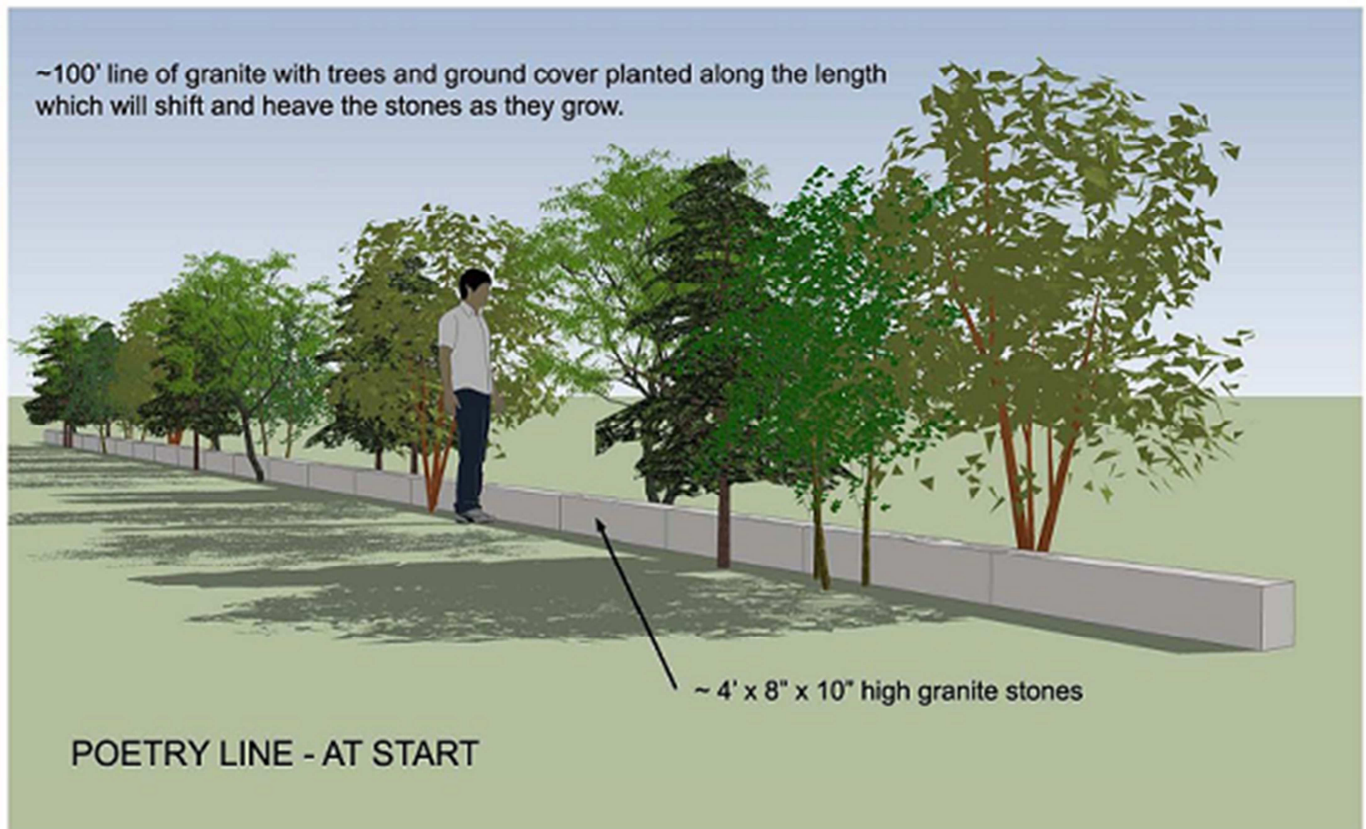 ~100' line of granite with trees and ground cover planted along the length
which will shift and heave the stones as they grow.
~ 4' x 8" x 10" high granite stones
POETRY LINE - AT START